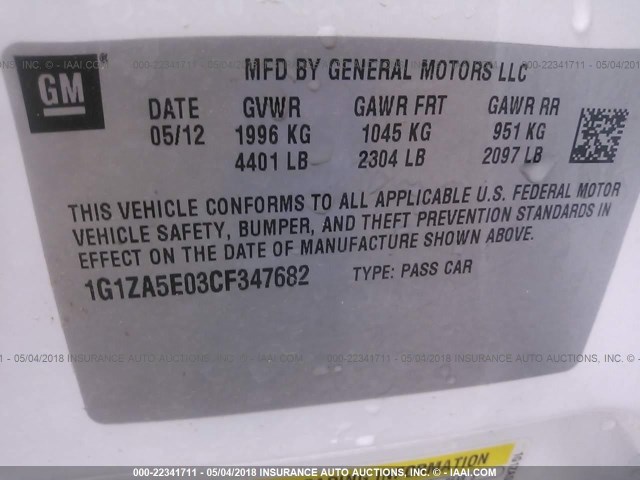 GM
MFD BY GENERAL MOTORS LLC
DATE GVWR GAWR FRT GAWR RR
05/12 1996 KG 1045 KG 951 KG
4401 LB 2304 LB 2097 LB
THIS VEHICLE CONFORMS TO ALL APPLICABLE U.S. FEDERAL MOTOR
VEHICLE SAFETY, BUMPER, AND THEFT PREVENTION STANDARDS IN
EFFECT ON THE DATE OF MANUFACTURE SHOWN ABOVE.
1G1ZA5E03CF347682 TYPE: PASS CAR
000-22341711 - 05/04/2018 INSURANCE AUTO AUCTIONS, INC. - © IAAI.COM